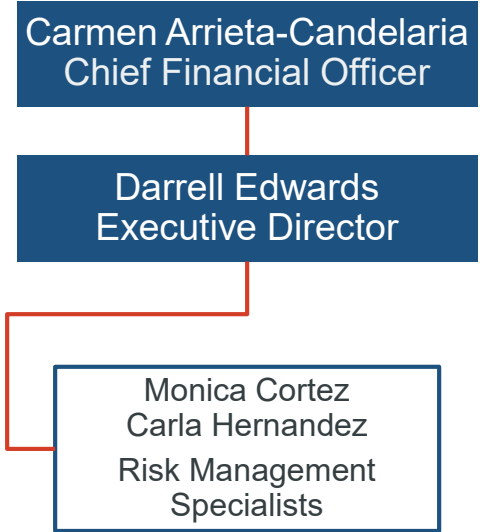 Carmen Arrieta-Candelaria
Chief Financial Officer
Darrell Edwards
Executive Director
Monica Cortez
Carla Hernandez
Risk Management
Specialists